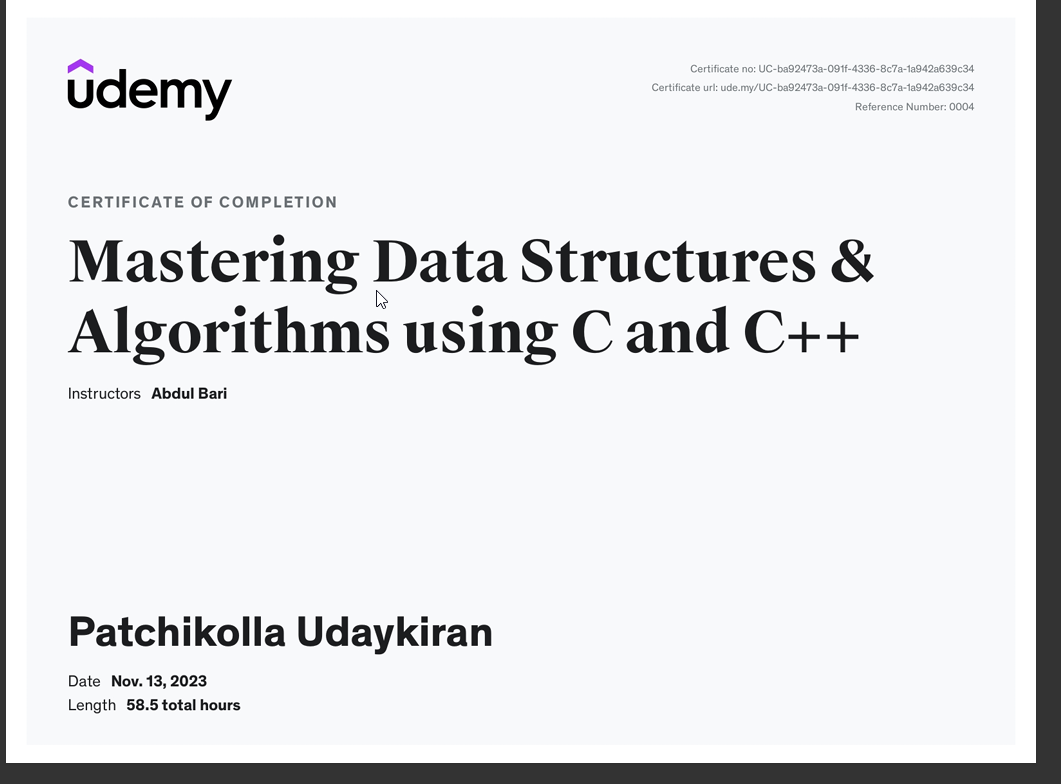 udemy
Certificate no: UC-ba92473a-091f-4336-8c7a-1a942a639c34
Certificate url: ude.my/UC-ba92473a-091f-4336-8c7a-1a942a639c34
Reference Number: 0004
CERTIFICATE OF COMPLETION
Mastering Data Structures &
Algorithms using C and C++
Instructors Abdul Bari
Patchikolla Udaykiran
Date Nov. 13, 2023
Length 58.5 total hours